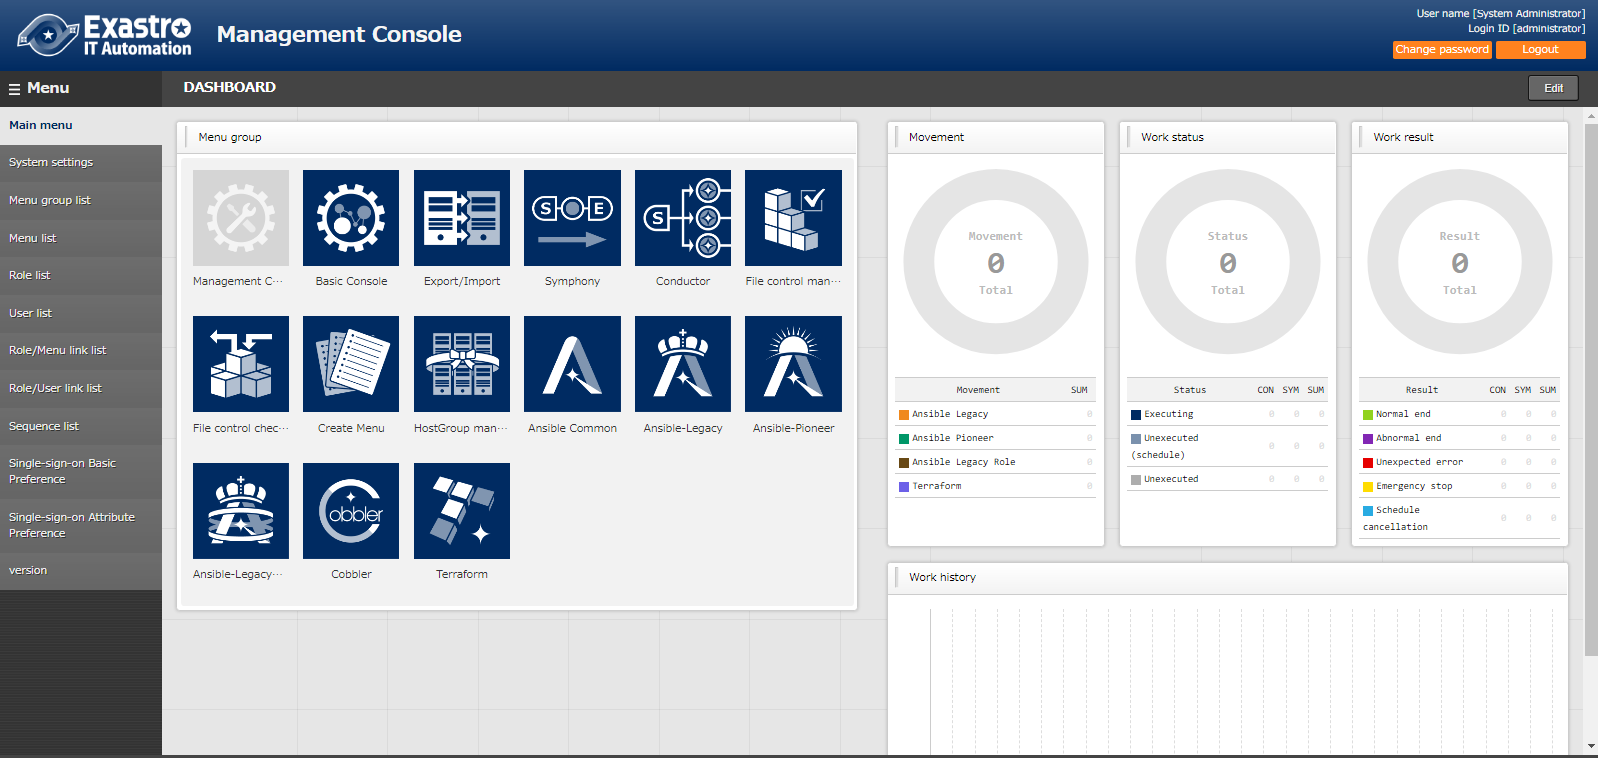 Exastro
IT Automation
Management Console
User name [System Administrator]
Login ID [administrator]
Change password
Logout
Menu
DASHBOARD
Edit
Main menu
System settings
Menu group list
Menu list
Role list
User list
Role/Menu link list
Role/User link list
Sequence list
Single-sign-on Basic
Preference
Single-sign-on Attribute
Preference
version
Menu group
Management C···
Basic Console
Export/Import
S E
Symphony
S
Conductor
File control man···
File control chec···
Create Menu
HostGroup man···
Ansible Common
Ansible-Legacy
Ansible-Pioneer
Ansible-Legacy···
Cobbler
Cobbler
Terraform
Movement
Movement
0
Total
Movement SUM
Ansible Legacy 0
Ansible Pioneer 0
Ansible Legacy Role 0
Terraform 0
Work status
Status
0
Total
Status CON SYM SUM
Executing 0 0 0
Unexecuted
(schedule) 0 0 0
Unexecuted 0 0 0
Work result
Result
0
Total
Result CON SYM SUM
Normal end 0 0 0
Abnormal end 0 0 0
Unexpected error 0 0 0
Emergency stop 0 0 0
Schedule
cancellation 0 0 0
Work history